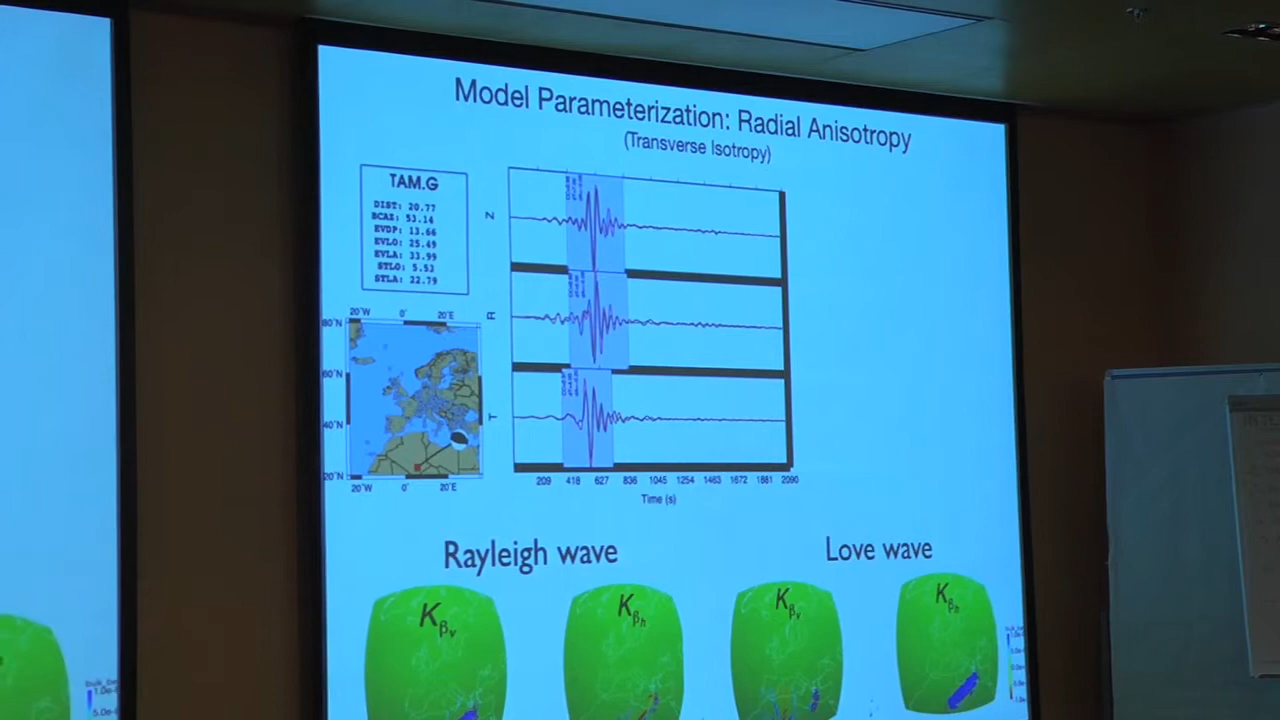 Model Parameterization: Radial Anisotropy
(Transverse Isotropy)
TAM.G
DIST: 20.77
BCAZ: 53.14
EVDP: 13.66
EVLO: 25.49
EVLA: 33.99
STLO: 5.53
STLA: 22.79
Z
R
T
20°W 0° 20°E
80°N
60°N
40°N
20°N
20°W 0° 20°E
209 418 627 836 1045 1254 1463 1672 1881 2090
Time (s)
Rayleigh wave Love wave
Kβv Kβh Kβv Kβh